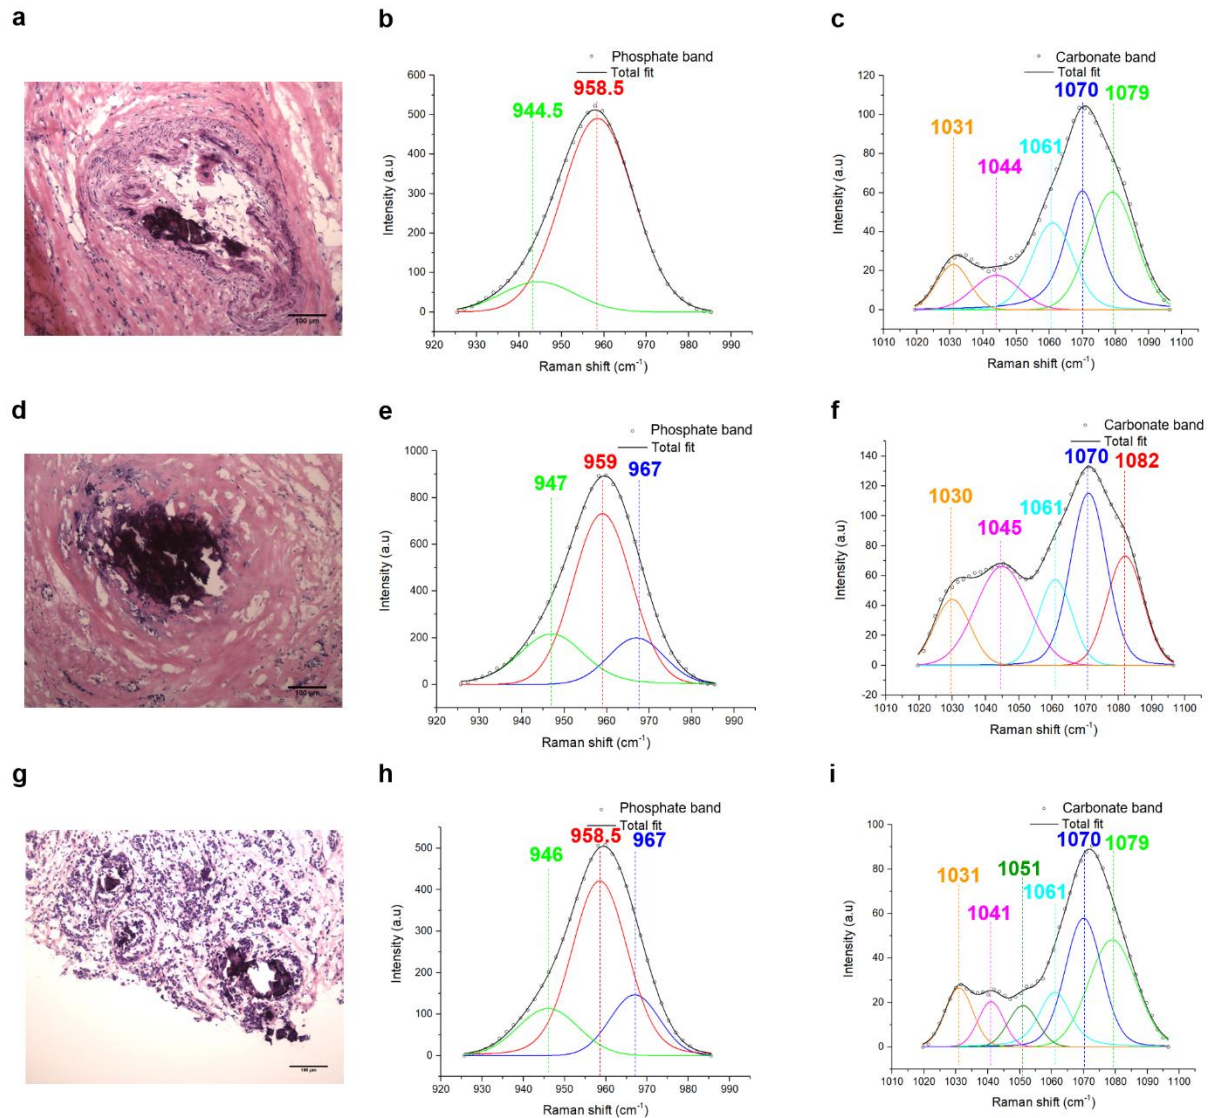 a
100 µm
b
Phosphate band
Total fit
944.5
958.5
Intensity (a.u)
600
500
400
300
200
100
0
920 930 940 950 960 970 980 990
Raman shift (cm-1)
c
Carbonate band
Total fit
1031
1044
1061
1070
1079
Intensity (a.u)
120
100
80
60
40
20
0
1010 1020 1030 1040 1050 1060 1070 1080 1090 1100
Raman shift (cm-1)
d
100 µm
e
Phosphate band
Total fit
947
959
967
Intensity (a.u)
1000
800
600
400
200
0
920 930 940 950 960 970 980 990
Raman shift (cm-1)
f
Carbonate band
Total fit
1030
1045
1061
1070
1082
Intensity (a.u)
140
120
100
80
60
40
20
0
-20
1010 1020 1030 1040 1050 1060 1070 1080 1090 1100
Raman shift (cm-1)
g
100 µm
h
Phosphate band
Total fit
946
958.5
967
Intensity (a.u)
500
400
300
200
100
0
920 930 940 950 960 970 980 990
Raman shift (cm-1)
i
Carbonate band
Total fit
1031
1041
1051
1061
1070
1079
Intensity (a.u)
100
80
60
40
20
0
1010 1020 1030 1040 1050 1060 1070 1080 1090 1100
Raman shift (cm-1)